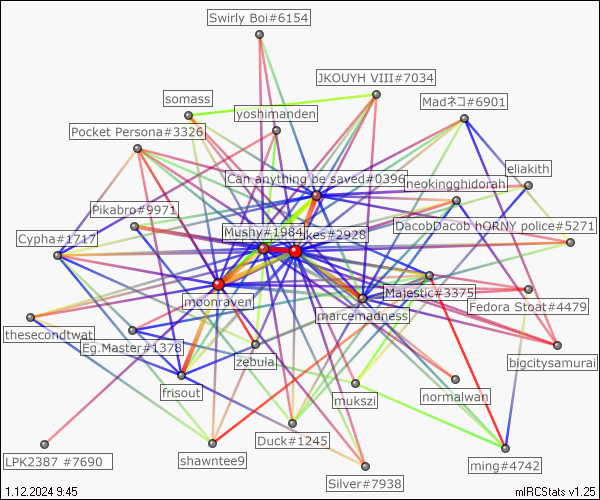 Swirly Boi#6154
JKOUYH VIII#7034
somass
Madネコ#6901
yoshimanden
Pocket Persona#3326
eliakith
Can anything be saved#0396
neokingghidorah
Pikabro#9971
DacobDacob hORNY police#5271
Mushy#1984
kes#2928
Cypha#1717
Majestic#3375
moonraven
Fedora Stoat#4479
marcemadness
thesecondtwat
Eg.Master#1378
zebula
bigcitysamurai
frisout
mukszi
normalwan
Duck#1245
shawntee9
LPK2387 #7690
ming#4742
Silver#7938
1.12.2024 9:45
mIRCStats v1.25